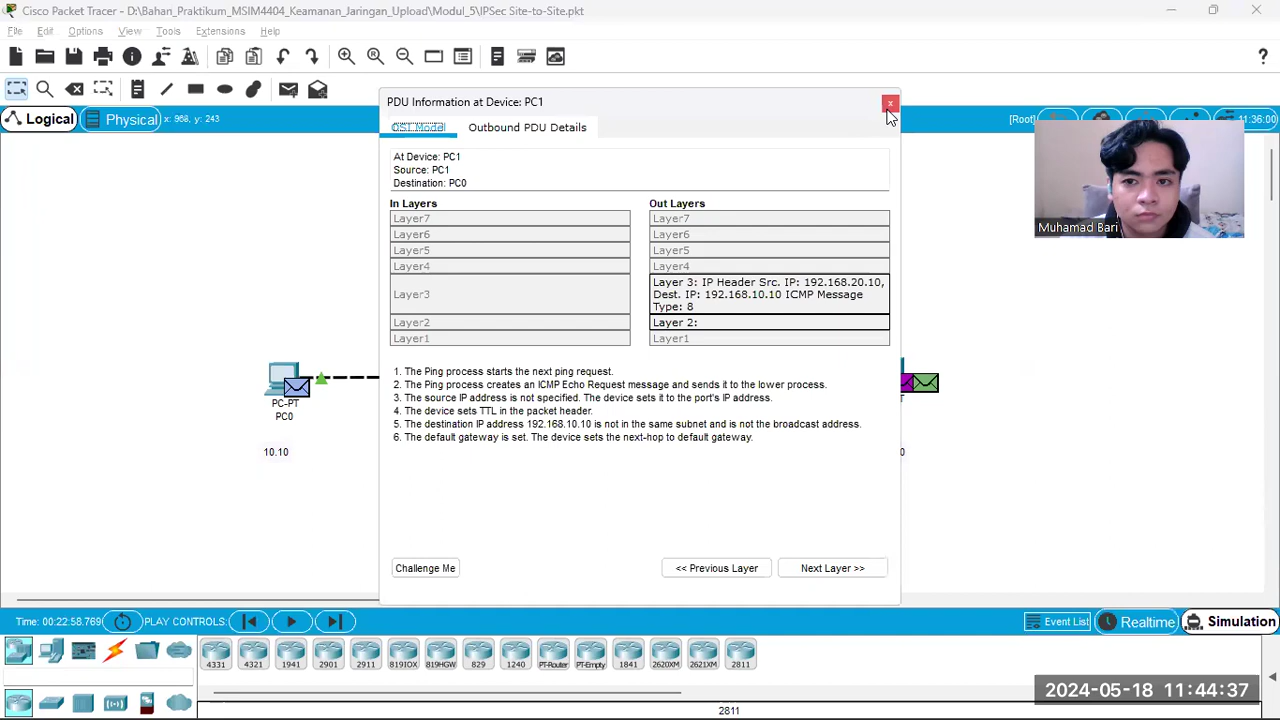 Cisco Packet Tracer - D:\Bahan_Praktikum_MSIM4404_Keamanan_Jaringan_Upload\Modul_5\IPSec Site-to-Site.pkt
File Edit Options View Tools Extensions Help
PDU Information at Device: PC1
x
Logical Physical x: 968, y: 243
[Root] 11:36:00
OSI Model Outbound PDU Details
At Device: PC1
Source: PC1
Destination: PC0
In Layers
Layer7
Layer6
Layer5
Layer4
Layer3
Layer2
Layer1
Out Layers
Layer7
Layer6
Layer5
Layer4
Layer 3: IP Header Src. IP: 192.168.20.10,
Dest. IP: 192.168.10.10 ICMP Message
Type: 8
Layer 2:
Layer1
Muhamad Bari
1. The Ping process starts the next ping request.
2. The Ping process creates an ICMP Echo Request message and sends it to the lower process.
3. The source IP address is not specified. The device sets it to the port's IP address.
4. The device sets TTL in the packet header.
5. The destination IP address 192.168.10.10 is not in the same subnet and is not the broadcast address.
6. The default gateway is set. The device sets the next-hop to default gateway.
PC-PT
PC0
10.10
T
0
Challenge Me
<< Previous Layer
Next Layer >>
Time: 00:22:58.769 PLAY CONTROLS:
Event List Realtime Simulation
4331 4321 1941 2901 2911 819IOX 819HGW 829 1240 PT-Router PT-Empty 1841 2620XM 2621XM 2811
2024-05-18 11:44:37
2811